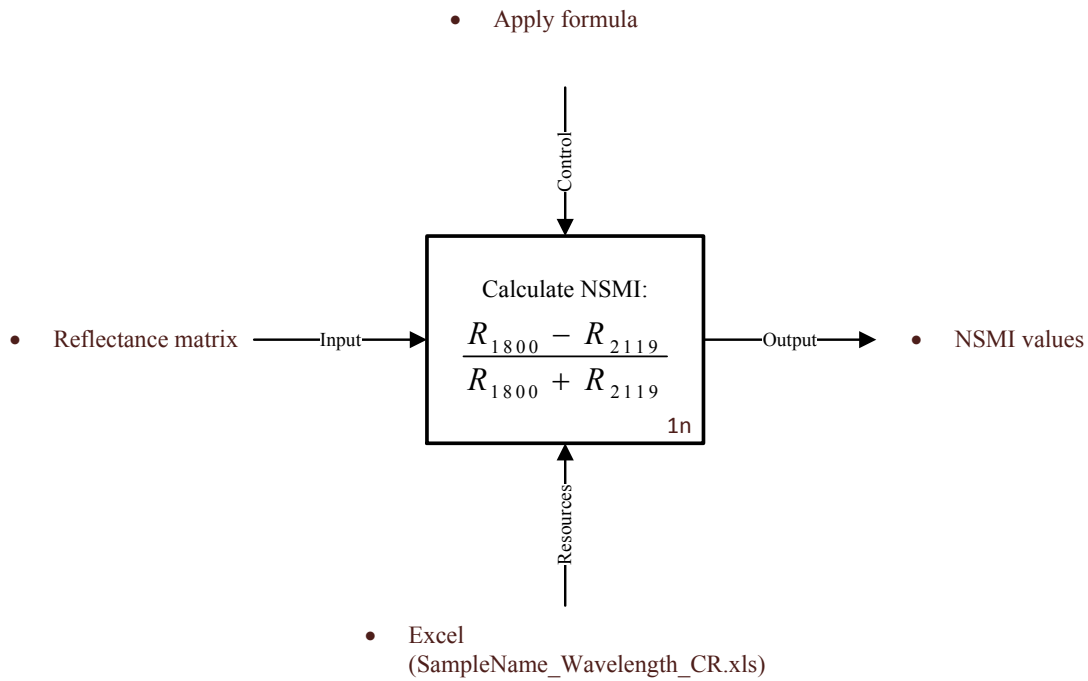 • Apply formula
Control
Calculate NSMI:
R1800 − R2119
R1800 + R2119
1n
• Reflectance matrix
Input
Output
• NSMI values
Resources
• Excel
(SampleName_Wavelength_CR.xls)